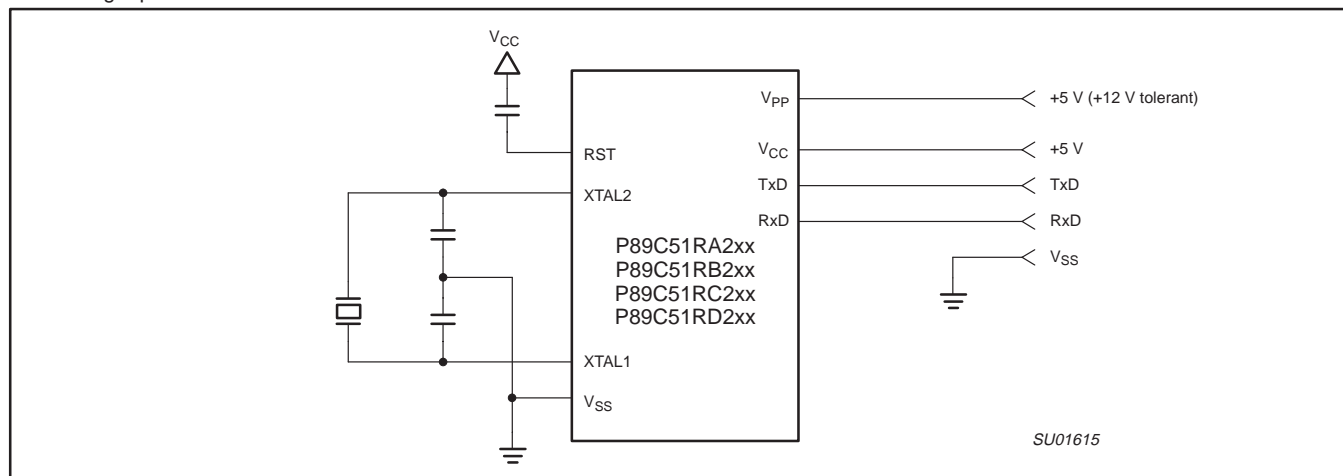 VCC
VPP
+5 V (+12 V tolerant)
RST
VCC
+5 V
XTAL2
TxD
TxD
RxD
RxD
P89C51RA2xx
P89C51RB2xx
P89C51RC2xx
P89C51RD2xx
VSS
XTAL1
VSS
SU01615